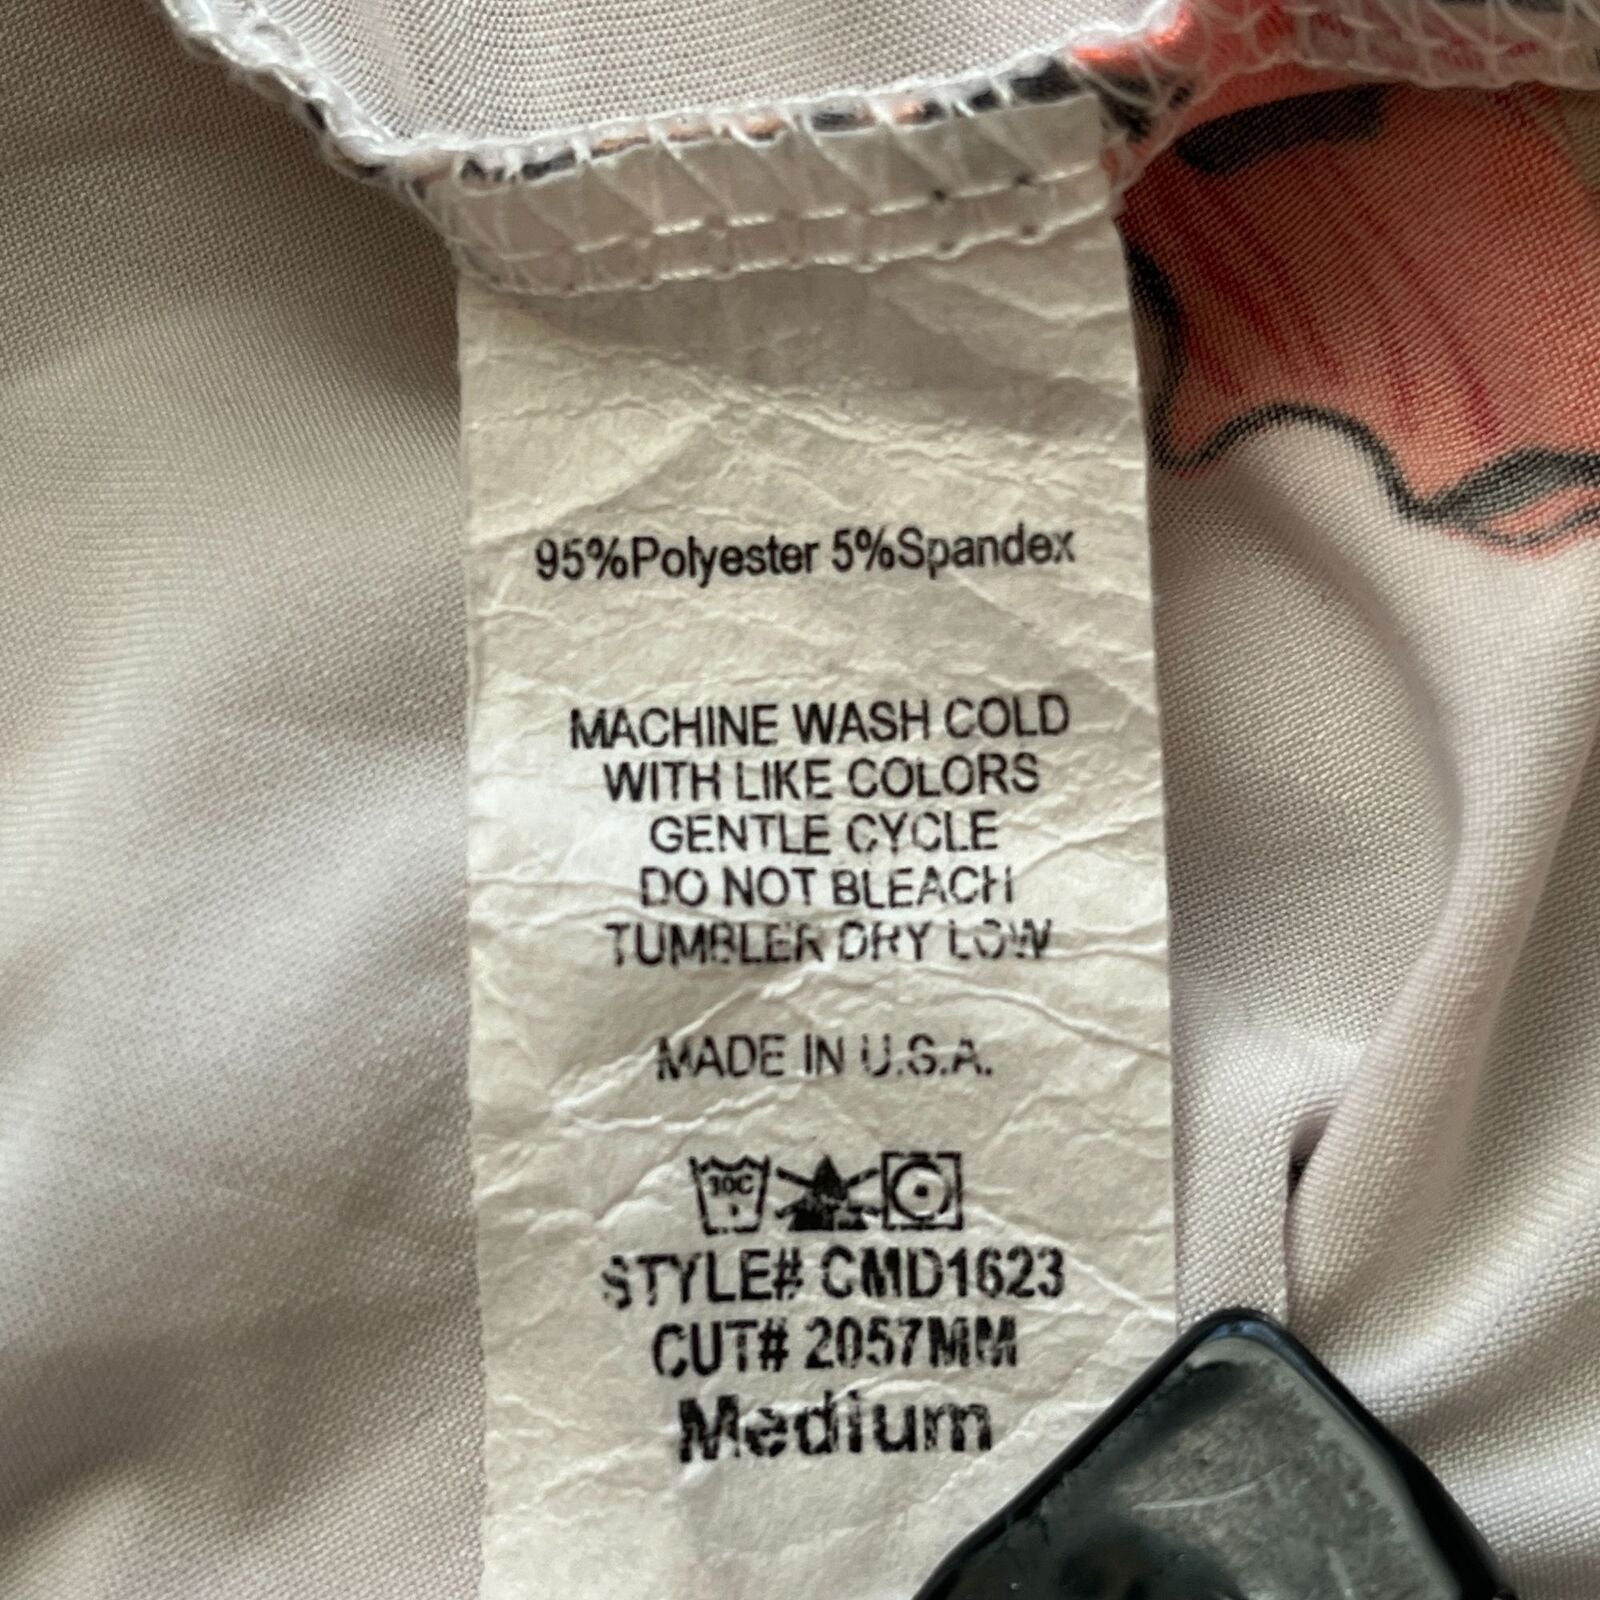 95%Polyester 5%Spandex
MACHINE WASH COLD
WITH LIKE COLORS
GENTLE CYCLE
DO NOT BLEACH
TUMBLER DRY LOW
MADE IN U.S.A.
30C
STYLE# CMD1623
CUT# 2057MM
Medium